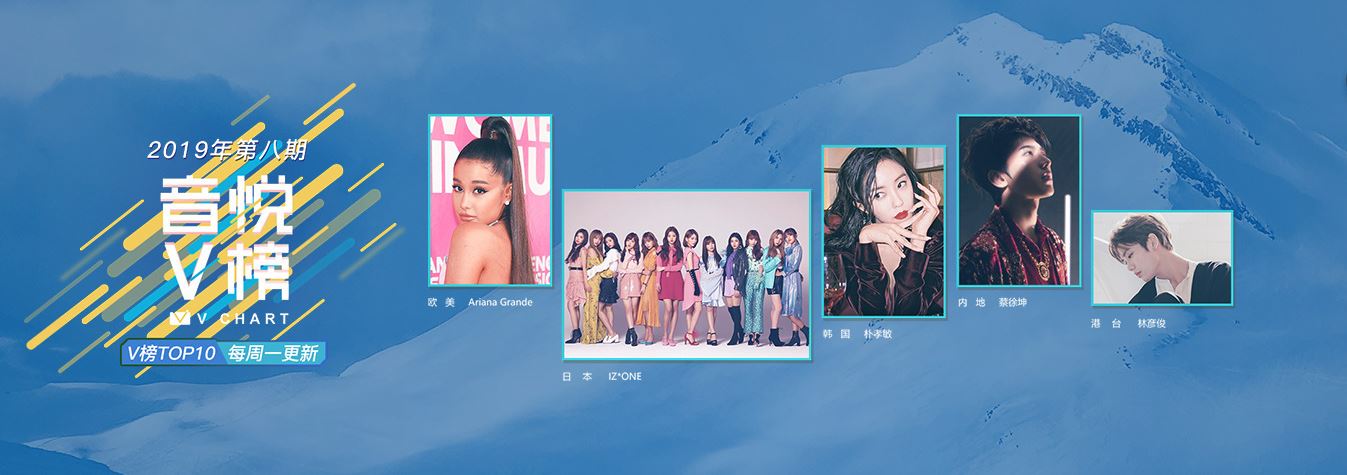 2019年第八期
音悦
V榜
V CHART
V榜TOP10 每周一更新
欧 美 Ariana Grande
日 本 IZ*ONE
韩 国 朴孝敏
内 地 蔡徐坤
港 台 林彦俊